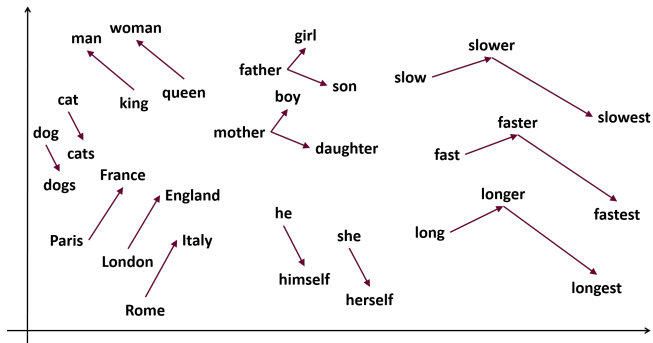 woman
man
girl
slower
father
slow
son
king
queen
cat
boy
slowest
dog
mother
faster
cats
daughter
fast
dogs
France
England
longer
fastest
he
Paris
London
Italy
she
long
himself
herself
longest
Rome